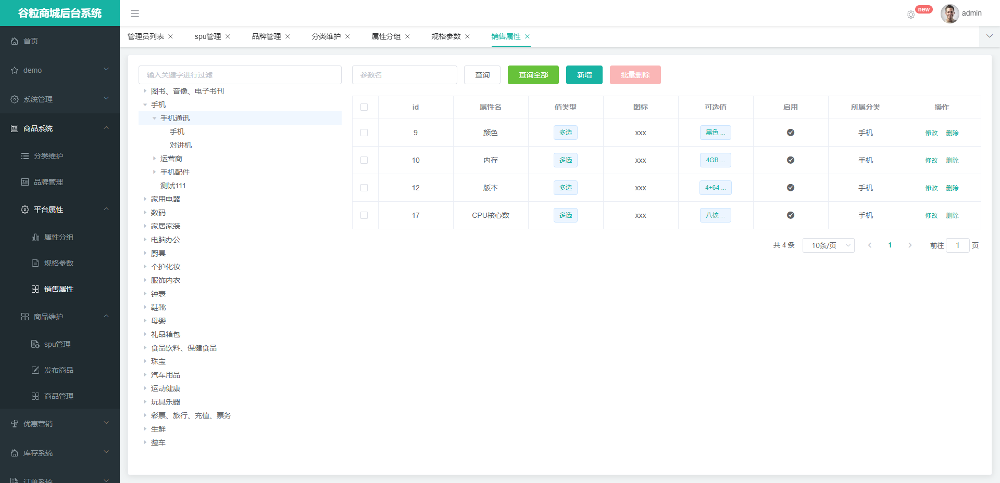 谷粒商城后台系统
new
admin
首页
demo
系统管理
商品系统
分类维护
品牌管理
平台属性
属性分组
规格参数
销售属性
商品维护
spu管理
发布商品
商品管理
优惠营销
库存系统
订单系统
管理员列表 spu管理 品牌管理 分类维护 属性分组 规格参数 销售属性
输入关键字进行过滤
图书、音像、电子书刊
手机
手机通讯
手机
对讲机
运营商
手机配件
测试111
家用电器
数码
家居家装
电脑办公
厨具
个护化妆
服饰内衣
钟表
鞋靴
母婴
礼品箱包
食品饮料、保健食品
珠宝
汽车用品
运动健康
玩具乐器
彩票、旅行、充值、票务
生鲜
整车
参数名 查询 查询全部 新增 批量删除
id 属性名 值类型 图标 可选值 启用 所属分类 操作
9 颜色 多选 xxx 黑色 ... 手机 修改 删除
10 内存 多选 xxx 4GB ... 手机 修改 删除
12 版本 多选 xxx 4+64 ... 手机 修改 删除
17 CPU核心数 多选 xxx 八核 ... 手机 修改 删除
共 4 条 10条/页 1 前往 1 页